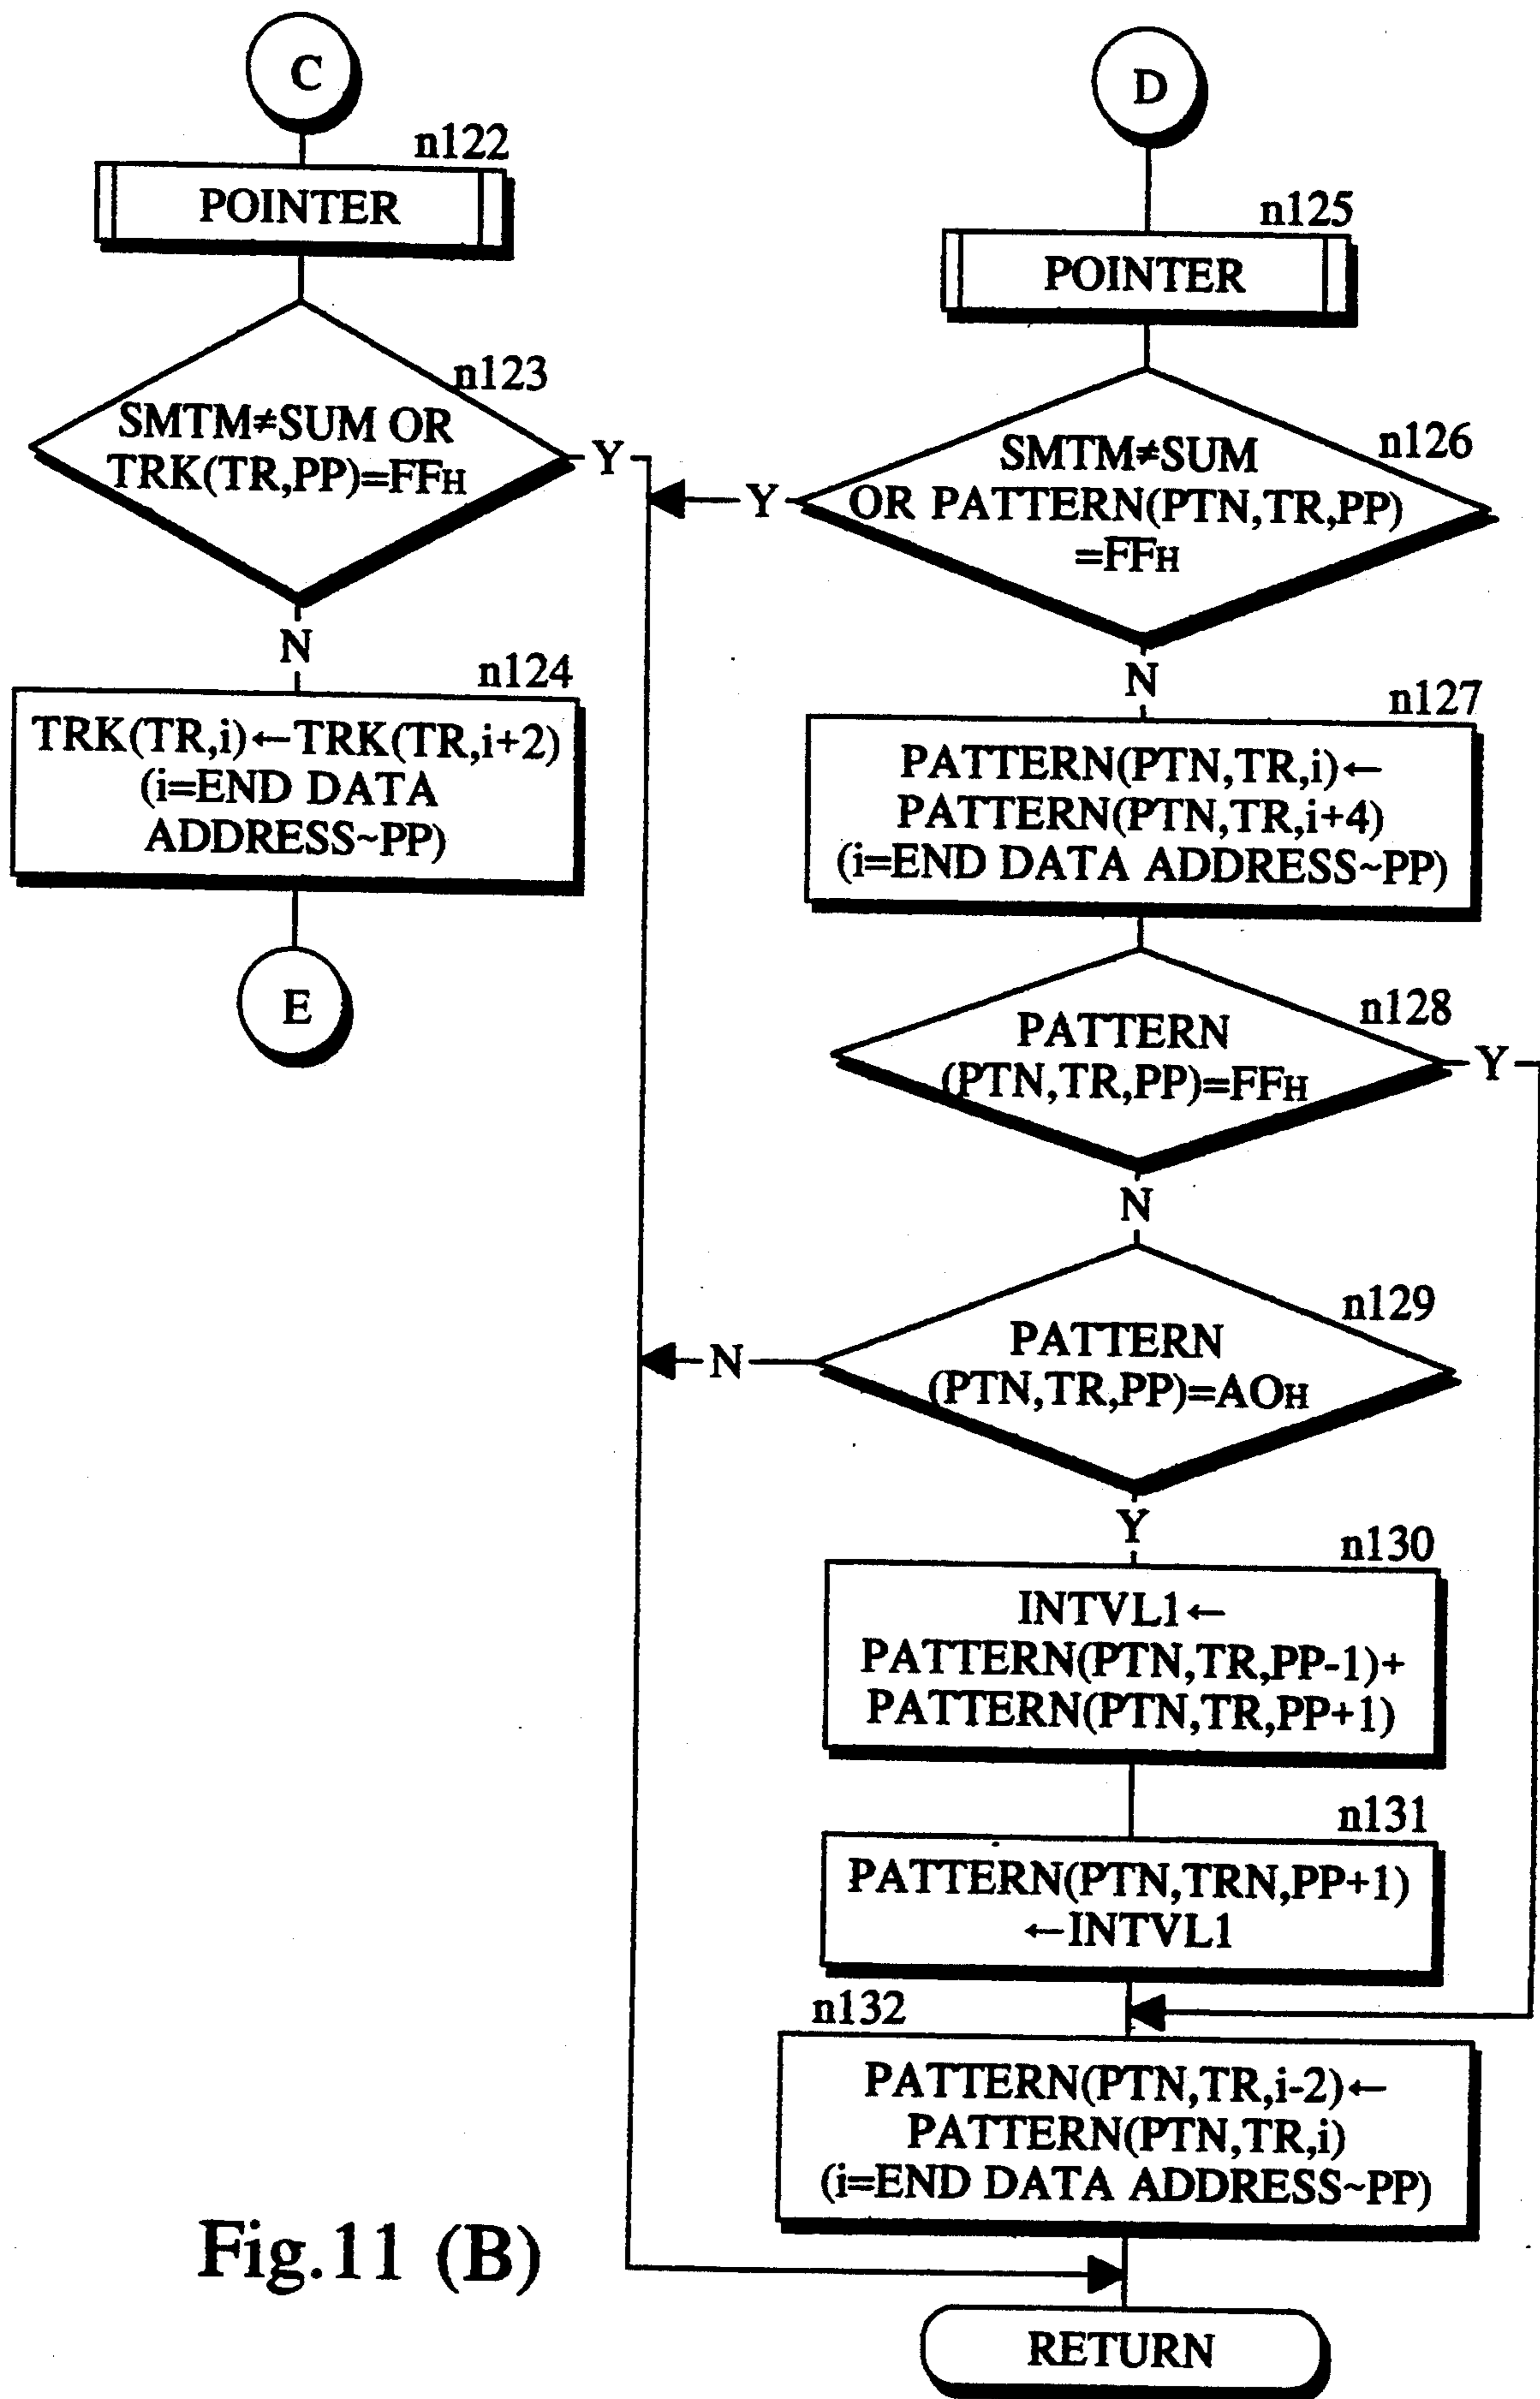 C
n122
POINTER
n123
SMTM≠SUM OR
TRK(TR,PP)=FFH
Y
N
n124
TRK(TR,i)←TRK(TR,i+2)
(i=END DATA
ADDRESS~PP)
E
D
n125
POINTER
n126
SMTM≠SUM
OR PATTERN(PTN,TR,PP)
=FFH
Y
N
n127
PATTERN(PTN,TR,i)←
PATTERN(PTN,TR,i+4)
(i=END DATA ADDRESS~PP)
n128
PATTERN
(PTN,TR,PP)=FFH
Y
N
n129
PATTERN
(PTN,TR,PP)=AOH
N
Y
n130
INTVL1←
PATTERN(PTN,TR,PP-1)+
PATTERN(PTN,TR,PP+1)
n131
PATTERN(PTN,TRN,PP+1)
←INTVL1
n132
PATTERN(PTN,TR,i-2)←
PATTERN(PTN,TR,i)
(i=END DATA ADDRESS~PP)
RETURN
Fig.11 (B)